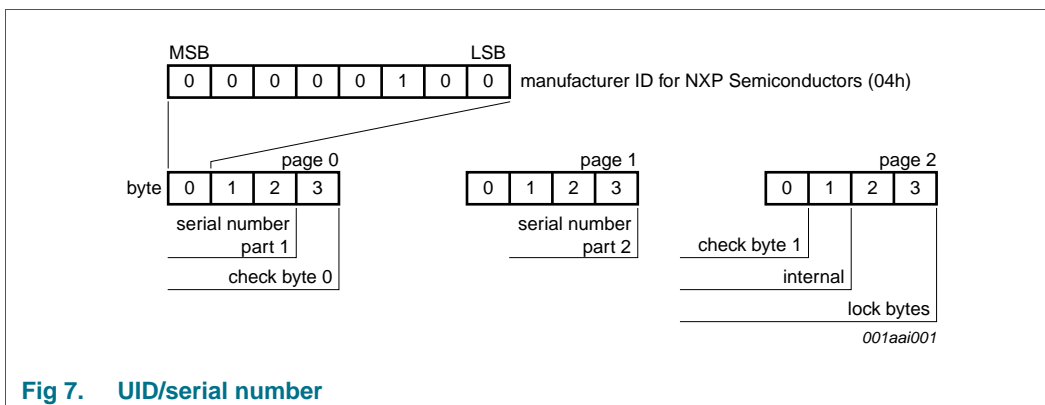 MSB LSB
0 0 0 0 0 1 0 0 manufacturer ID for NXP Semiconductors (04h)
page 0 page 1 page 2
byte 0 1 2 3 0 1 2 3 0 1 2 3
serial number
part 1
check byte 0
serial number
part 2
check byte 1
internal
lock bytes
001aai001
Fig 7. UID/serial number